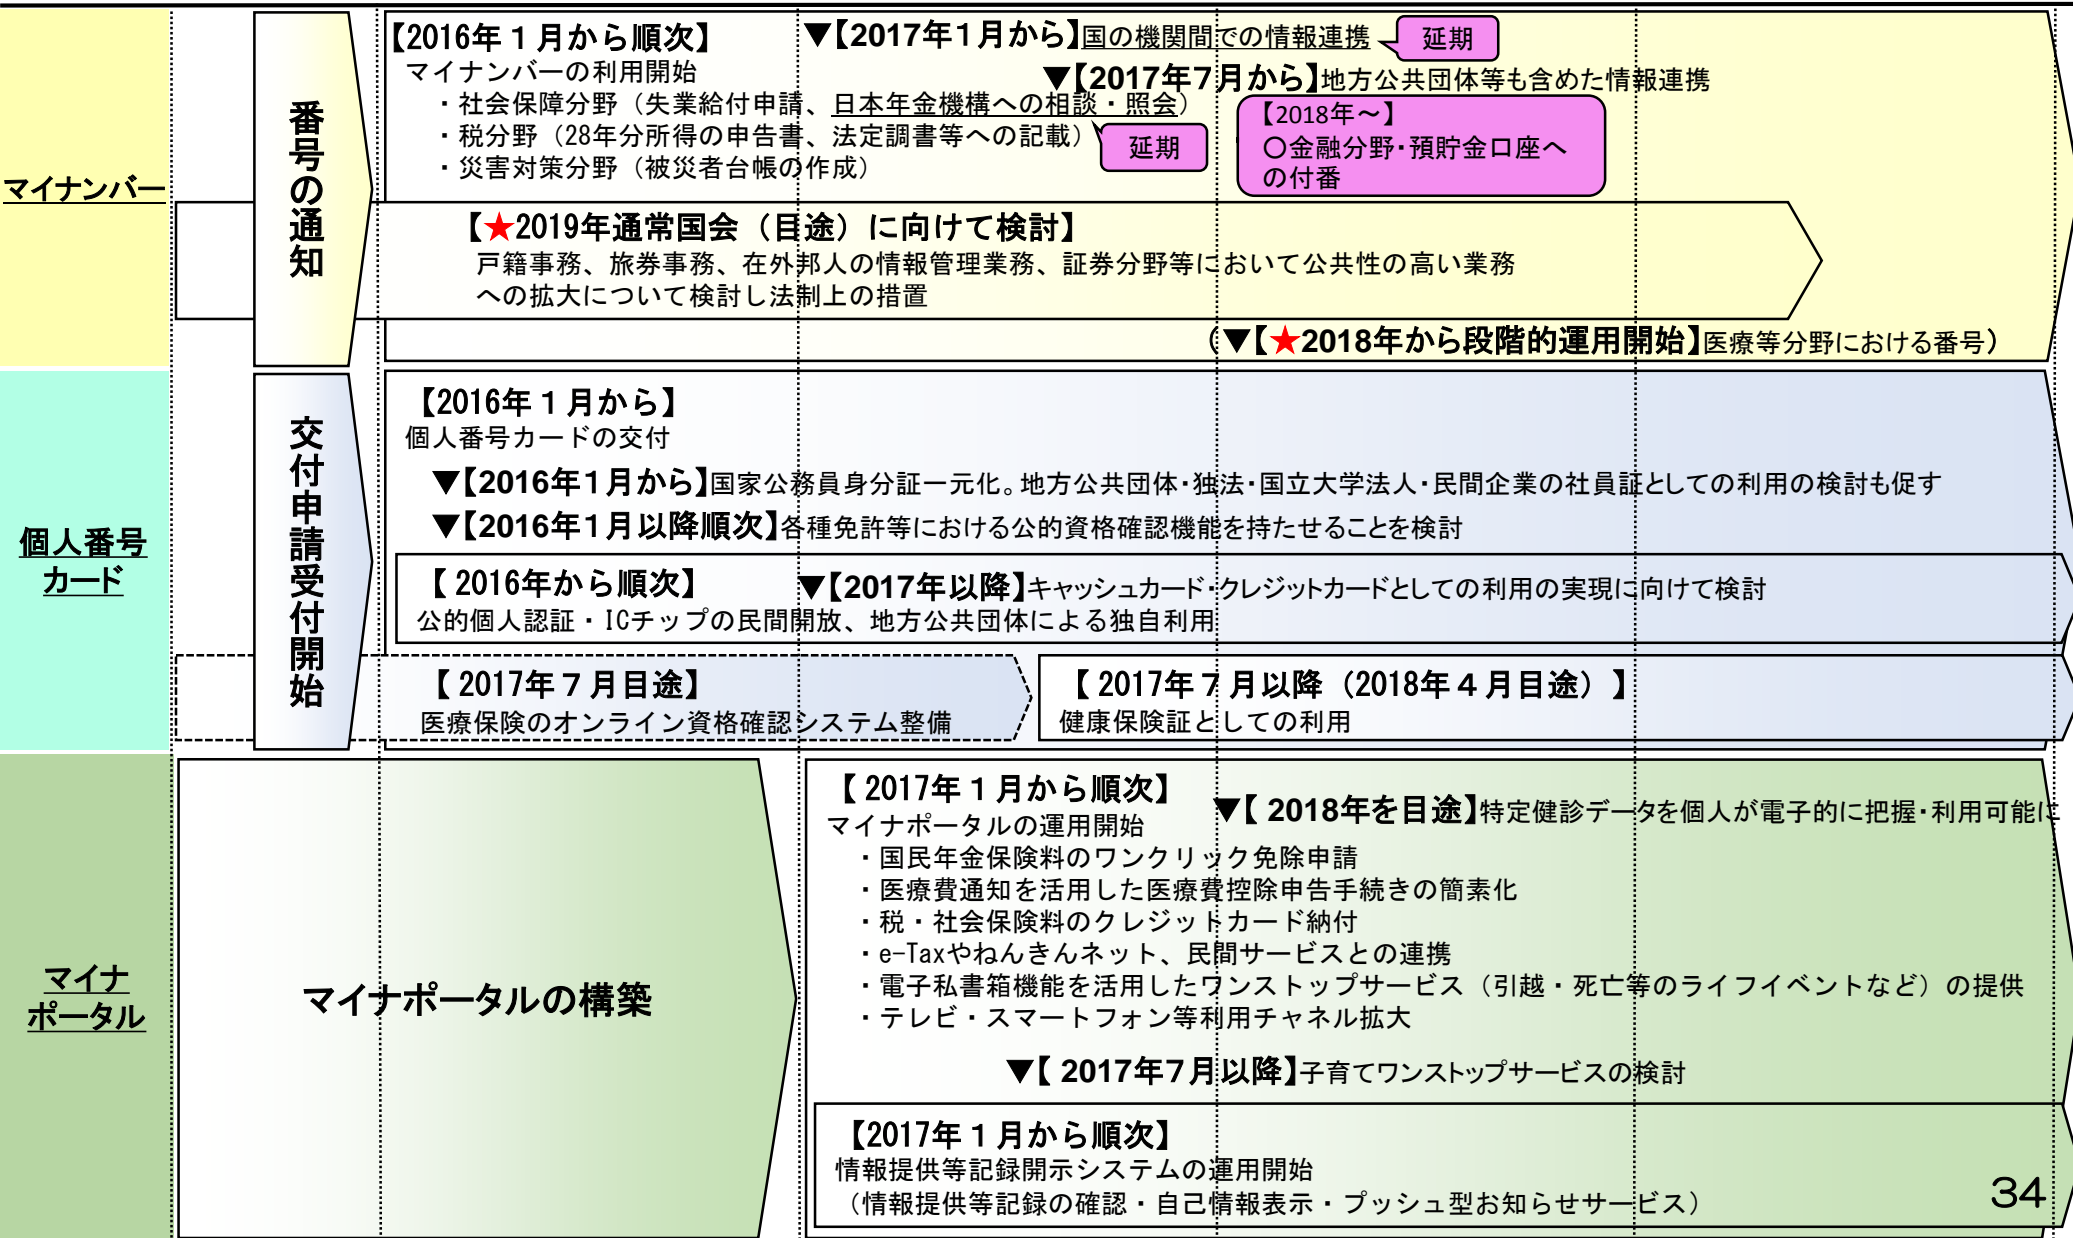 マイナンバー
番号の通知
【2016年１月から順次】
マイナンバーの利用開始
・社会保障分野（失業給付申請、日本年金機構への相談・照会）
・税分野（28年分所得の申告書、法定調書等への記載）
・災害対策分野（被災者台帳の作成）
延期
▼【2017年1月から】国の機関間での情報連携
延期
▼【2017年7月から】地方公共団体等も含めた情報連携
【2018年～】
〇金融分野・預貯金口座へ
の付番
【★2019年通常国会（目途）に向けて検討】
戸籍事務、旅券事務、在外邦人の情報管理業務、証券分野等において公共性の高い業務
への拡大について検討し法制上の措置
（▼【★2018年から段階的運用開始】医療等分野における番号）
個人番号
カード
交付申請受付開始
【2016年１月から】
個人番号カードの交付
▼【2016年1月から】国家公務員身分証一元化。地方公共団体・独法・国立大学法人・民間企業の社員証としての利用の検討も促す
▼【2016年1月以降順次】各種免許等における公的資格確認機能を持たせることを検討
【 2016年から順次】
▼【2017年以降】キャッシュカード・クレジットカードとしての利用の実現に向けて検討
公的個人認証・ICチップの民間開放、地方公共団体による独自利用
【 2017年７月目途】
医療保険のオンライン資格確認システム整備
【 2017年７月以降（2018年４月目途）】
健康保険証としての利用
マイナ
ポータル
マイナポータルの構築
【 2017年１月から順次】
マイナポータルの運用開始
▼【 2018年を目途】特定健診データを個人が電子的に把握・利用可能に
・国民年金保険料のワンクリック免除申請
・医療費通知を活用した医療費控除申告手続きの簡素化
・税・社会保険料のクレジットカード納付
・e-Taxやねんきんネット、民間サービスとの連携
・電子私書箱機能を活用したワンストップサービス（引越・死亡等のライフイベントなど）の提供
・テレビ・スマートフォン等利用チャネル拡大
▼【 2017年7月以降】子育てワンストップサービスの検討
【2017年１月から順次】
情報提供等記録開示システムの運用開始
（情報提供等記録の確認・自己情報表示・プッシュ型お知らせサービス）
34